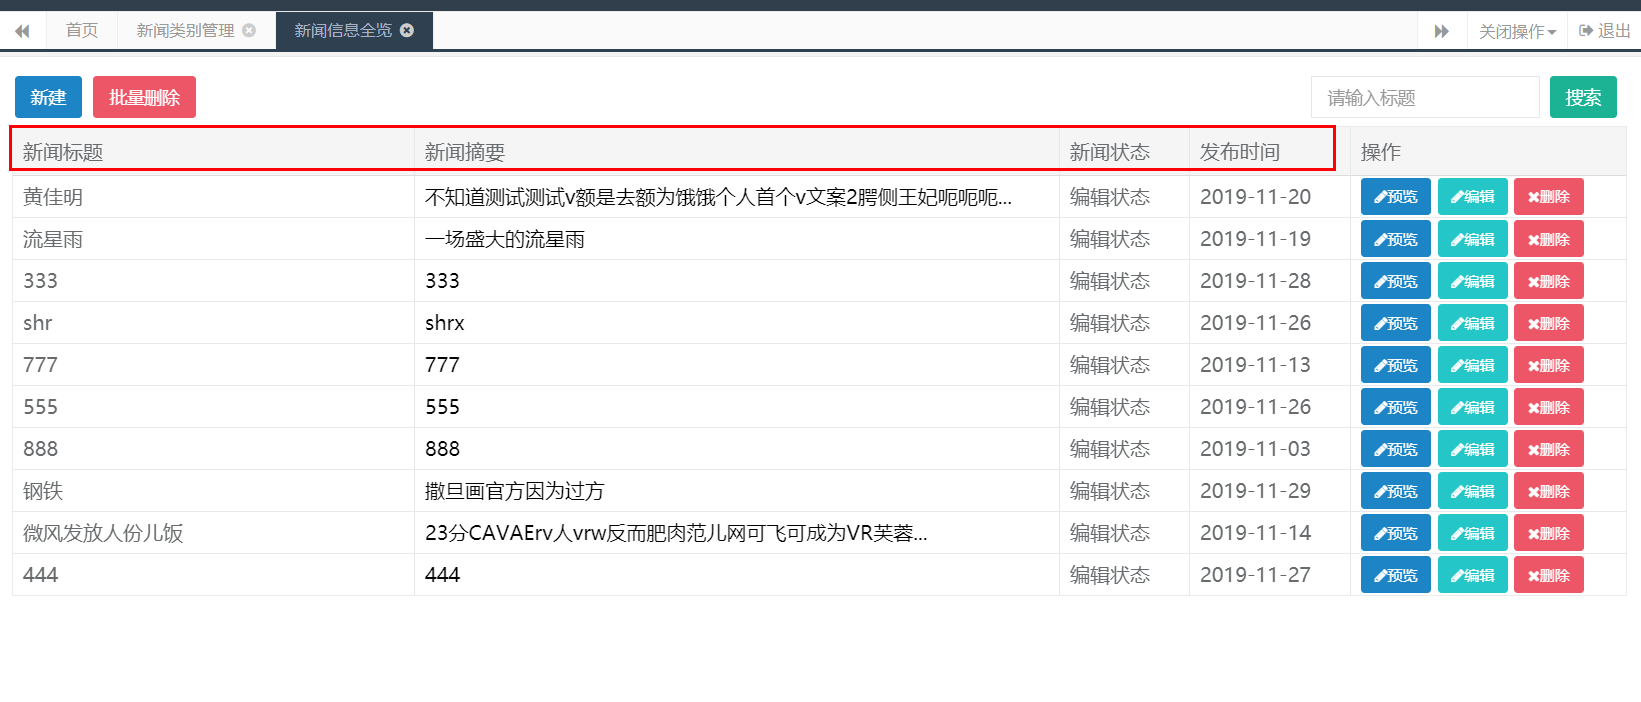 首页 新闻类别管理 新闻信息全览 关闭操作 退出
新建 批量删除 请输入标题 搜索
新闻标题 新闻摘要 新闻状态 发布时间 操作
黄佳明 不知道测试测试v额是去额为饿饿个人首个v文案2腭侧王妃呃呃呃... 编辑状态 2019-11-20 预览 编辑 删除
流星雨 一场盛大的流星雨 编辑状态 2019-11-19 预览 编辑 删除
333 333 编辑状态 2019-11-28 预览 编辑 删除
shr shrx 编辑状态 2019-11-26 预览 编辑 删除
777 777 编辑状态 2019-11-13 预览 编辑 删除
555 555 编辑状态 2019-11-26 预览 编辑 删除
888 888 编辑状态 2019-11-03 预览 编辑 删除
钢铁 撒旦画官方因为过方 编辑状态 2019-11-29 预览 编辑 删除
微风发放人份儿饭 23分CAVAErv人vrw反而肥肉范儿网可飞可成为VR芙蓉... 编辑状态 2019-11-14 预览 编辑 删除
444 444 编辑状态 2019-11-27 预览 编辑 删除